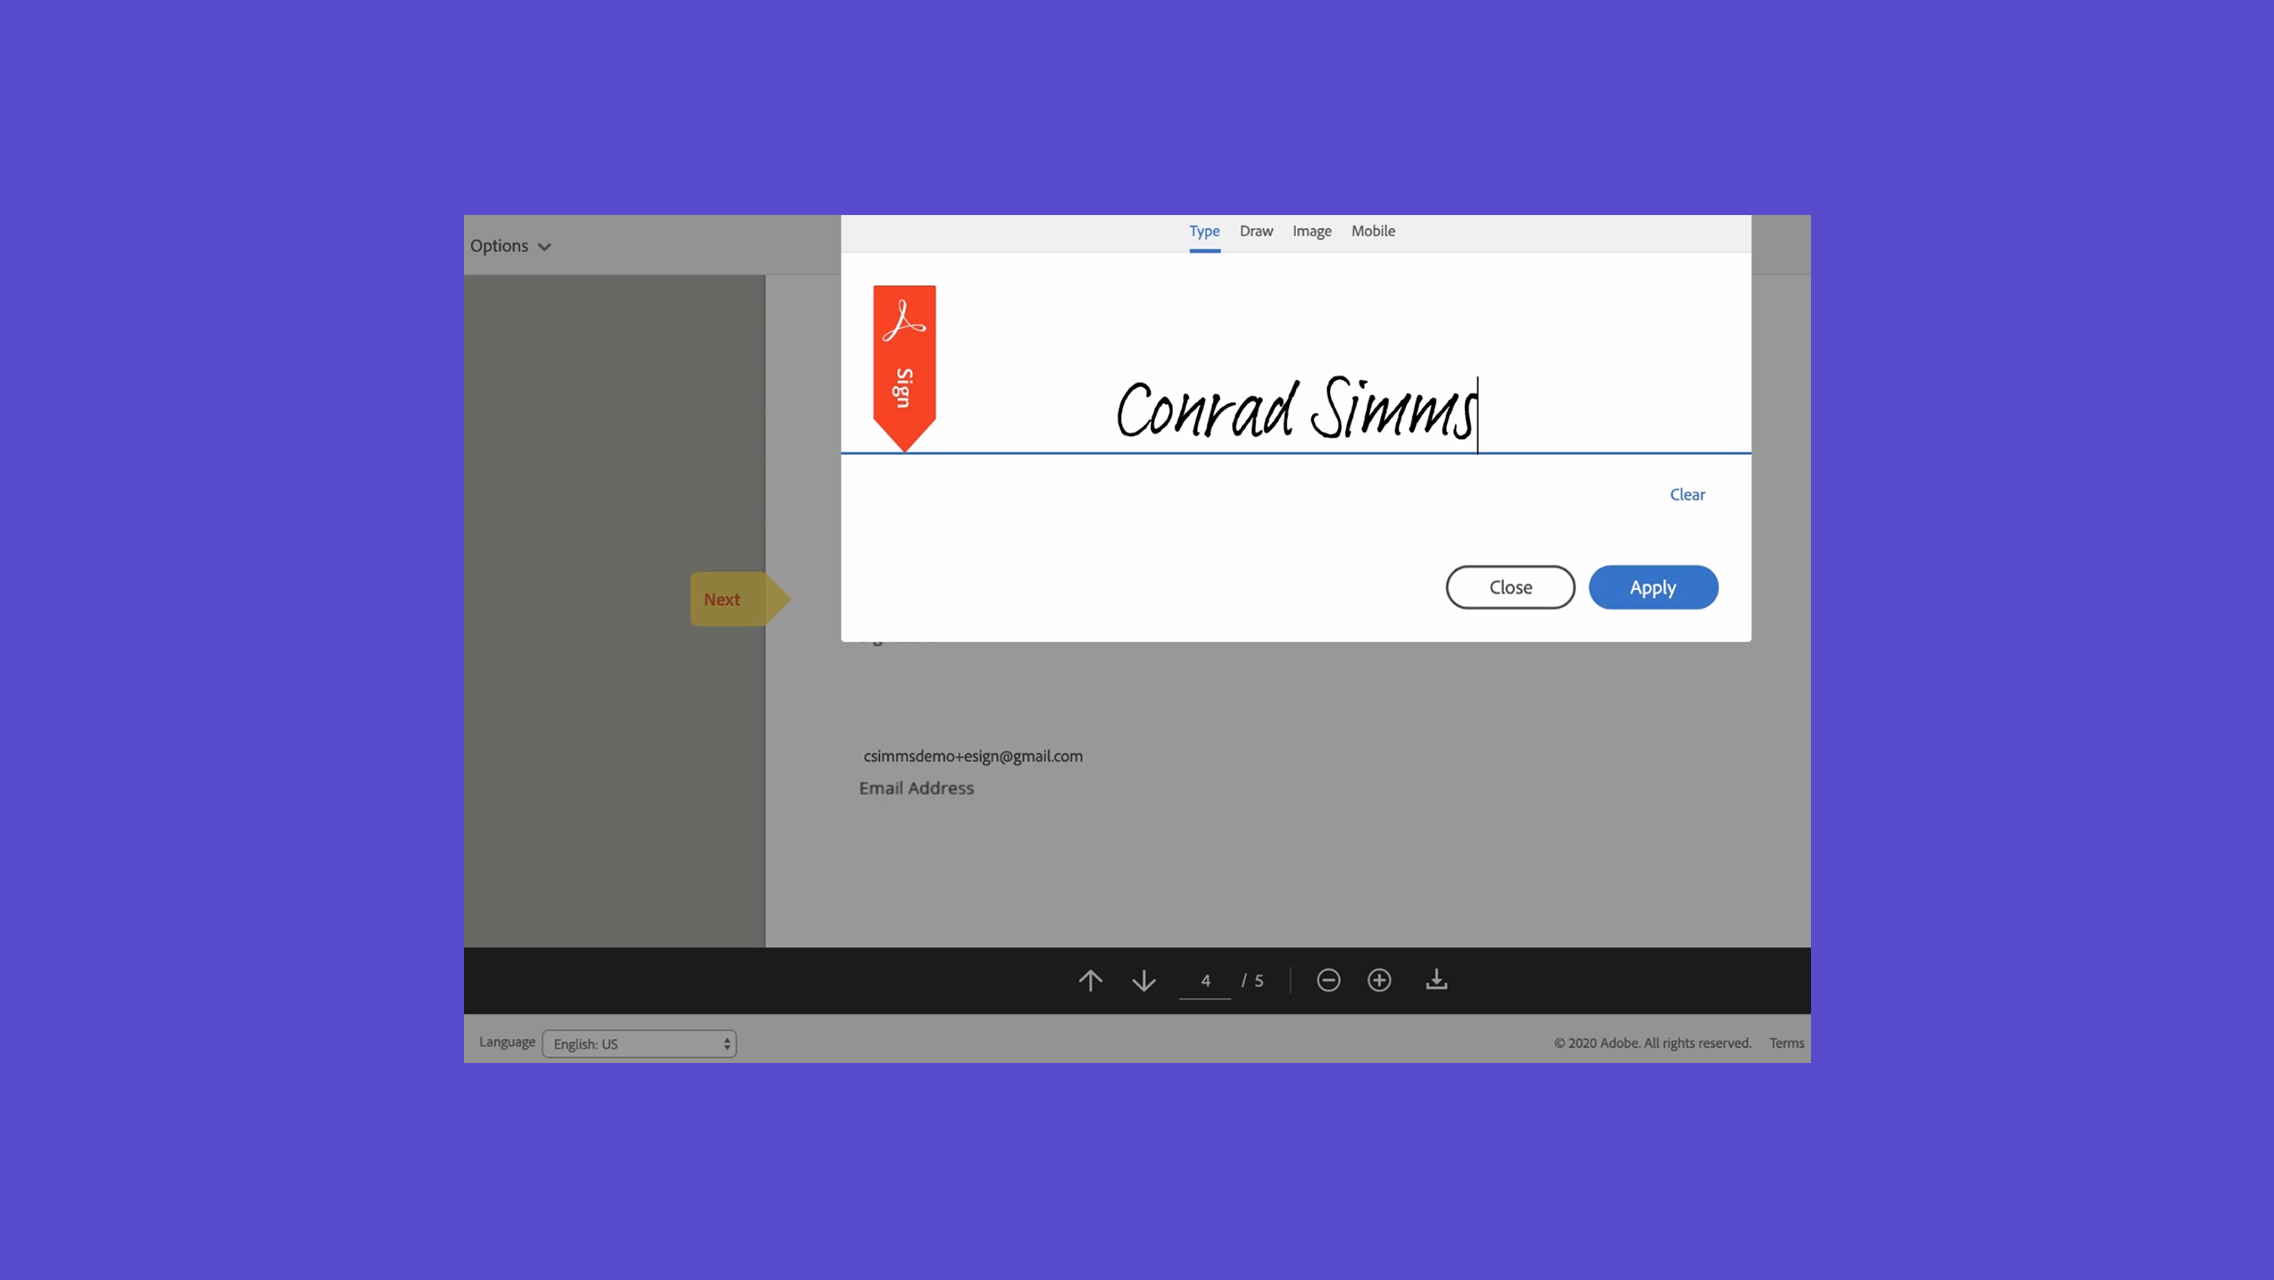 Options
Type Draw Image Mobile
Sign
Conrad Simms
Clear
Close Apply
Next
csimmsdemo+esign@gmail.com
Email Address
4 / 5
Language English: US
© 2020 Adobe. All rights reserved. Terms